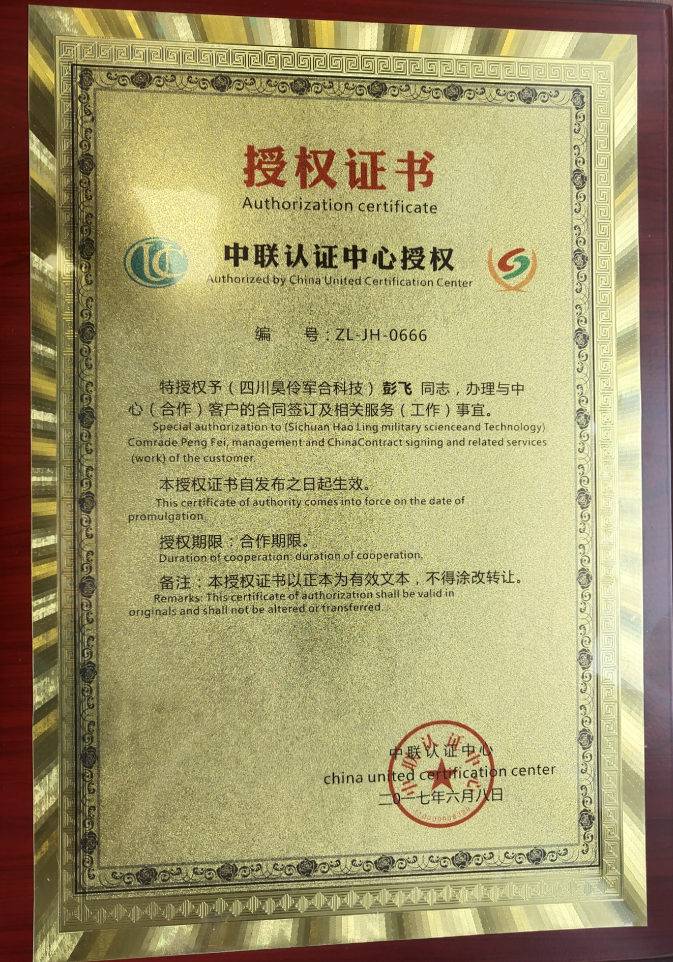 授权证书
Authorization certificate
中联认证中心授权
Authorized by China United Certification Center
编 号：ZL-JH-0666
特授权予（四川昊伶军合科技）彭飞 同志，办理与中
心（合作）客户的合同签订及相关服务（工作）事宜。
Special authorization to (Sichuan Hao Ling military scienceand Technology)
Comrade Peng Fei, management and ChinaContract signing and related services
(work) of the customer.
本授权证书自发布之日起生效。
This certificate of authority comes into force on the date of
promulgation.
授权期限：合作期限。
Duration of cooperation: duration of cooperation.
备注：本授权证书以正本为有效文本，不得涂改转让。
Remarks: This certificate of authorization shall be valid in
originals and shall not be altered or transferred.
中联认证中心
china united certification center
二0一七年六月八日
中联认证中心